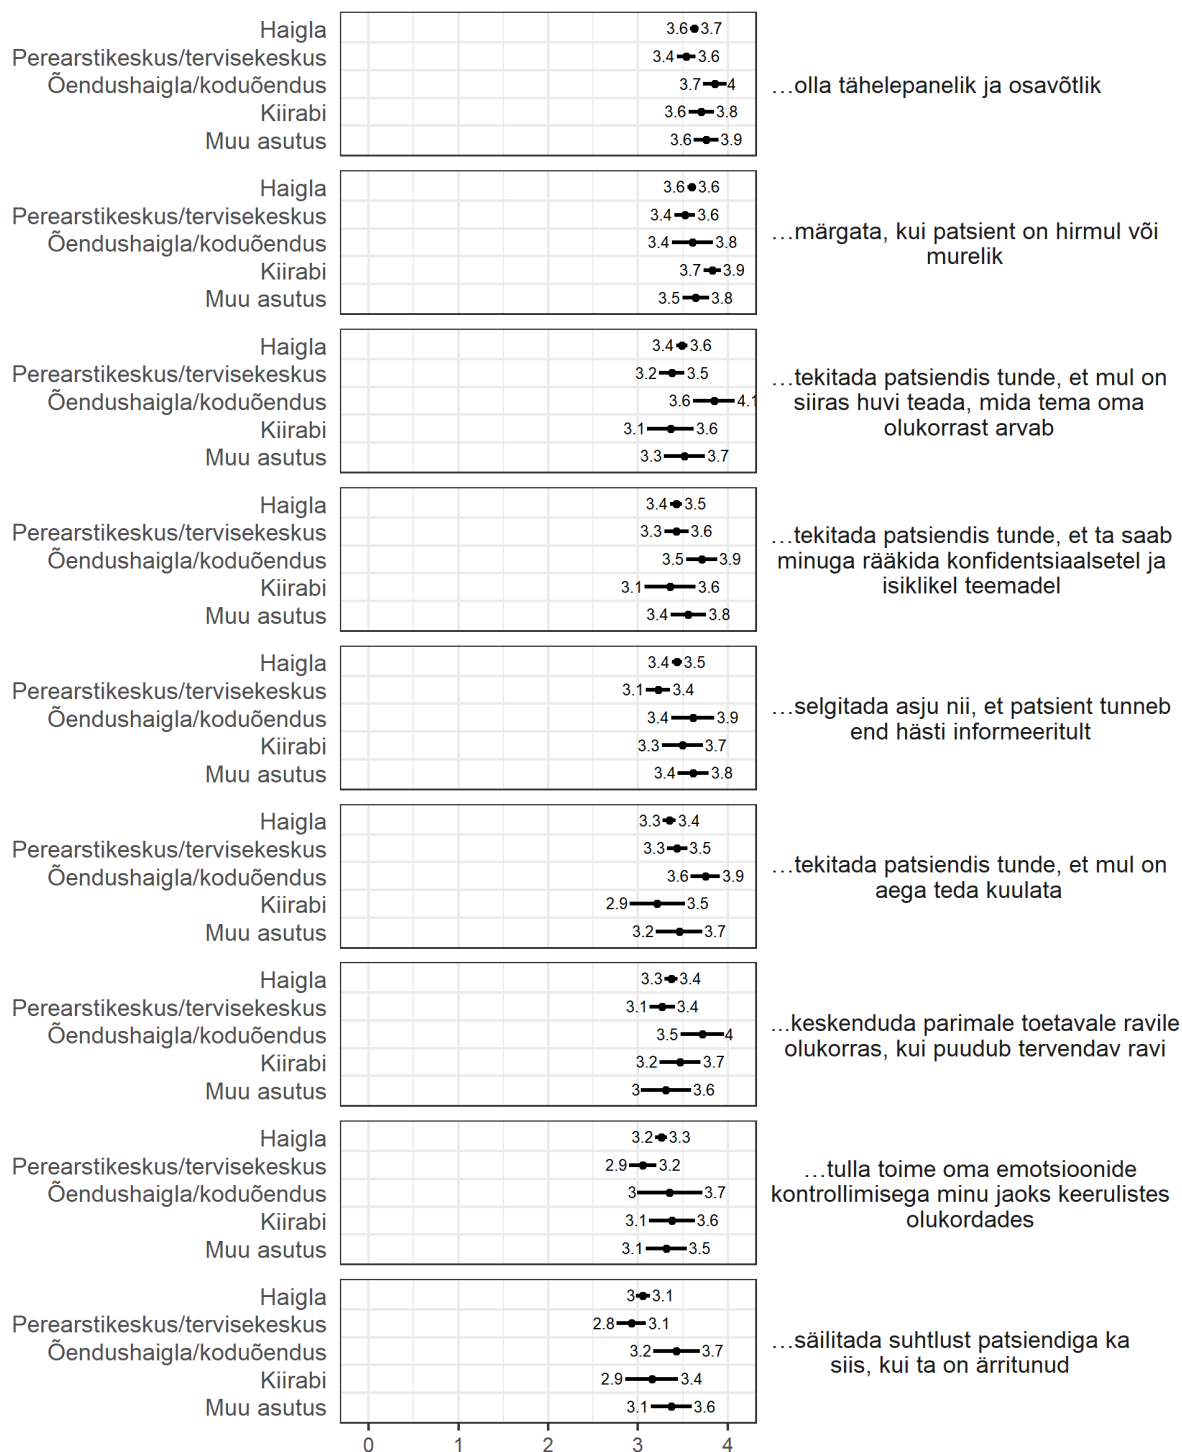 Haigla 3.6 3.7
Perearstikeskus/tervisekeskus 3.4 3.6
Õendushaigla/koduõendus 3.7 4
Kiirabi 3.6 3.8
Muu asutus 3.6 3.9
…olla tähelepanelik ja osavõtlik
Haigla 3.6 3.6
Perearstikeskus/tervisekeskus 3.4 3.6
Õendushaigla/koduõendus 3.4 3.8
Kiirabi 3.7 3.9
Muu asutus 3.5 3.8
…märgata, kui patsient on hirmul või
murelik
Haigla 3.4 3.6
Perearstikeskus/tervisekeskus 3.2 3.5
Õendushaigla/koduõendus 3.6 4.1
Kiirabi 3.1 3.6
Muu asutus 3.3 3.7
…tekitada patsiendis tunde, et mul on
siiras huvi teada, mida tema oma
olukorrast arvab
Haigla 3.4 3.5
Perearstikeskus/tervisekeskus 3.3 3.6
Õendushaigla/koduõendus 3.5 3.9
Kiirabi 3.1 3.6
Muu asutus 3.4 3.8
…tekitada patsiendis tunde, et ta saab
minuga rääkida konfidentsiaalsetel ja
isiklikel teemadel
Haigla 3.4 3.5
Perearstikeskus/tervisekeskus 3.1 3.4
Õendushaigla/koduõendus 3.4 3.9
Kiirabi 3.3 3.7
Muu asutus 3.4 3.8
…selgitada asju nii, et patsient tunneb
end hästi informeeritult
Haigla 3.3 3.4
Perearstikeskus/tervisekeskus 3.3 3.5
Õendushaigla/koduõendus 3.6 3.9
Kiirabi 2.9 3.5
Muu asutus 3.2 3.7
…tekitada patsiendis tunde, et mul on
aega teda kuulata
Haigla 3.3 3.4
Perearstikeskus/tervisekeskus 3.1 3.4
Õendushaigla/koduõendus 3.5 4
Kiirabi 3.2 3.7
Muu asutus 3 3.6
...keskenduda parimale toetavale ravile
olukorras, kui puudub tervendav ravi
Haigla 3.2 3.3
Perearstikeskus/tervisekeskus 2.9 3.2
Õendushaigla/koduõendus 3 3.7
Kiirabi 3.1 3.6
Muu asutus 3.1 3.5
…tulla toime oma emotsioonide
kontrollimisega minu jaoks keerulistes
olukordades
Haigla 3 3.1
Perearstikeskus/tervisekeskus 2.8 3.1
Õendushaigla/koduõendus 3.2 3.7
Kiirabi 2.9 3.4
Muu asutus 3.1 3.6
…säilitada suhtlust patsiendiga ka
siis, kui ta on ärritunud
0 1 2 3 4